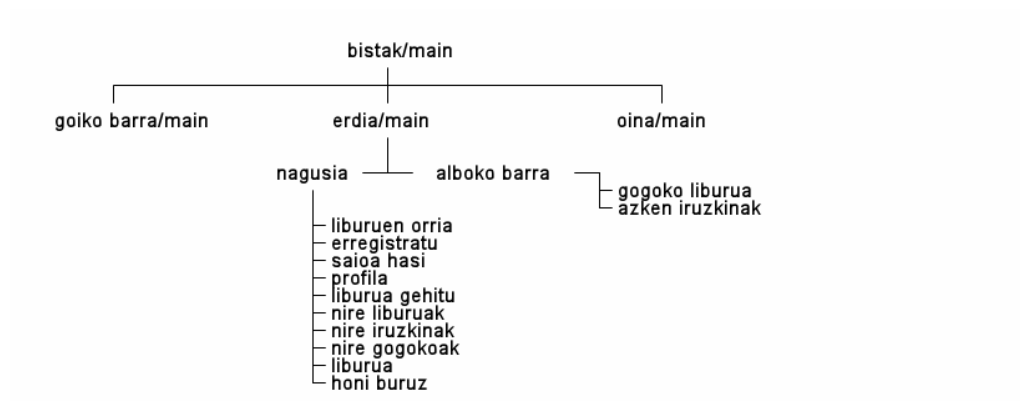 bistak/main
goiko barra/main
erdia/main
oina/main
nagusia
alboko barra
gogoko liburua
azken iruzkinak
liburuen orria
erregistratu
saioa hasi
profila
liburua gehitu
nire liburuak
nire iruzkinak
nire gogokoak
liburua
honi buruz